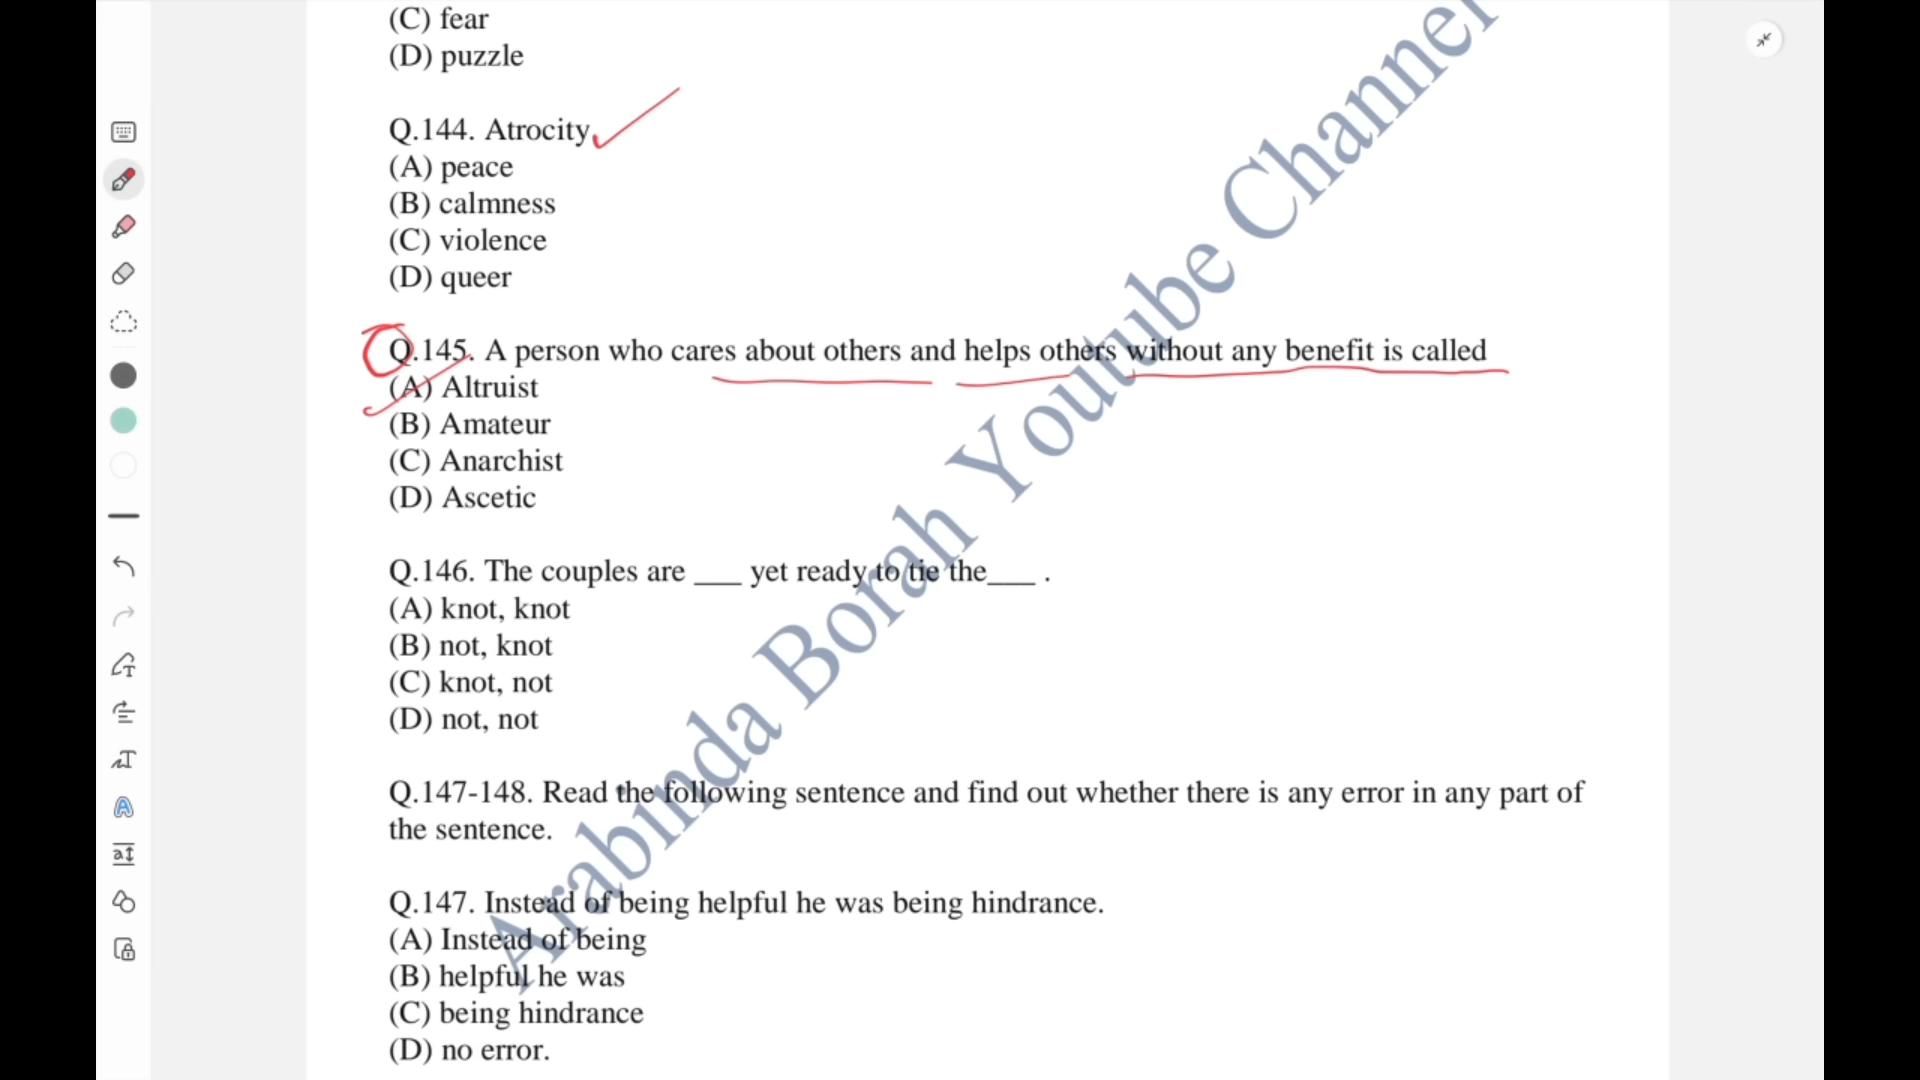 (C) fear
(D) puzzle
Q.144. Atrocity
(A) peace
(B) calmness
(C) violence
(D) queer
Q.145. A person who cares about others and helps others without any benefit is called
(A) Altruist
(B) Amateur
(C) Anarchist
(D) Ascetic
Q.146. The couples are ___ yet ready to tie the___ .
(A) knot, knot
(B) not, knot
(C) knot, not
(D) not, not
Q.147-148. Read the following sentence and find out whether there is any error in any part of
the sentence.
Q.147. Instead of being helpful he was being hindrance.
(A) Instead of being
(B) helpful he was
(C) being hindrance
(D) no error.
Arabinda Borah Youtube Channel